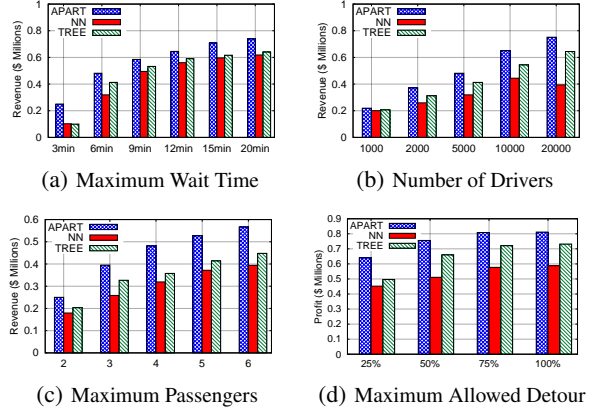 Revenue ($ Millions)
1
0.8
0.6
0.4
0.2
0
APART
NN
TREE
3min 6min 9min 12min 15min 20min
(a) Maximum Wait Time
Revenue ($ Millions)
1
0.8
0.6
0.4
0.2
0
APART
NN
TREE
1000 2000 5000 10000 20000
(b) Number of Drivers
Revenue ($ Millions)
0.6
0.5
0.4
0.3
0.2
0.1
0
APART
NN
TREE
2 3 4 5 6
(c) Maximum Passengers
Profit ($ Millions)
0.9
0.8
0.7
0.6
0.5
0.4
0.3
0.2
0.1
0
APART
NN
TREE
25% 50% 75% 100%
(d) Maximum Allowed Detour